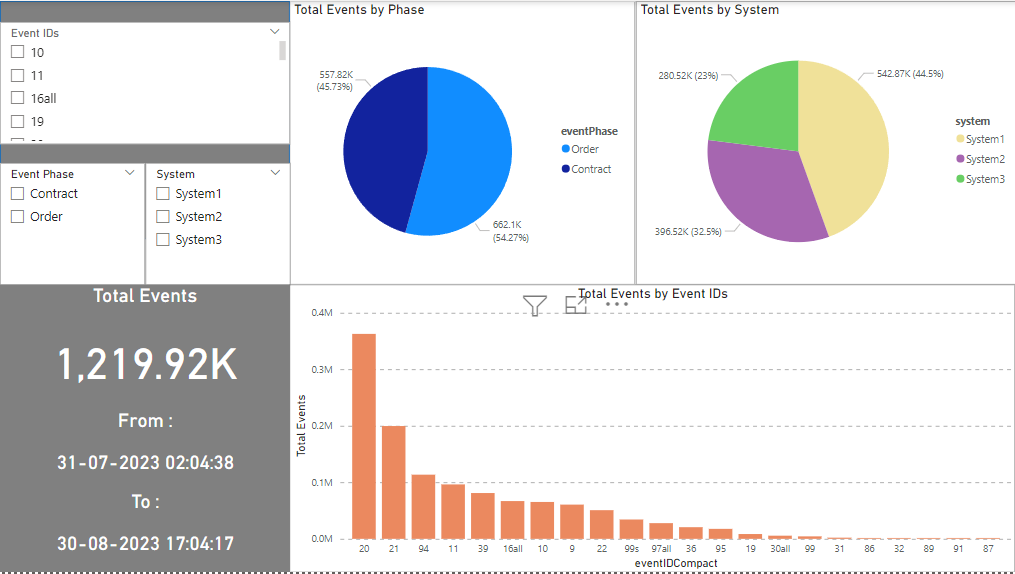 Event IDs
10
11
16all
19
Event Phase
Contract
Order
System
System1
System2
System3
Total Events by Phase
557.82K
(45.73%)
662.1K
(54.27%)
eventPhase
Order
Contract
Total Events by System
280.52K (23%)
542.87K (44.5%)
396.52K (32.5%)
system
System1
System2
System3
Total Events
1,219.92K
From :
31-07-2023 02:04:38
To :
30-08-2023 17:04:17
Total Events by Event IDs
Total Events
0.4M
0.3M
0.2M
0.1M
0.0M
20 21 94 11 39 16all 10 9 22 99s 97all 36 95 19 30all 99 31 86 32 89 91 87
eventIDCompact